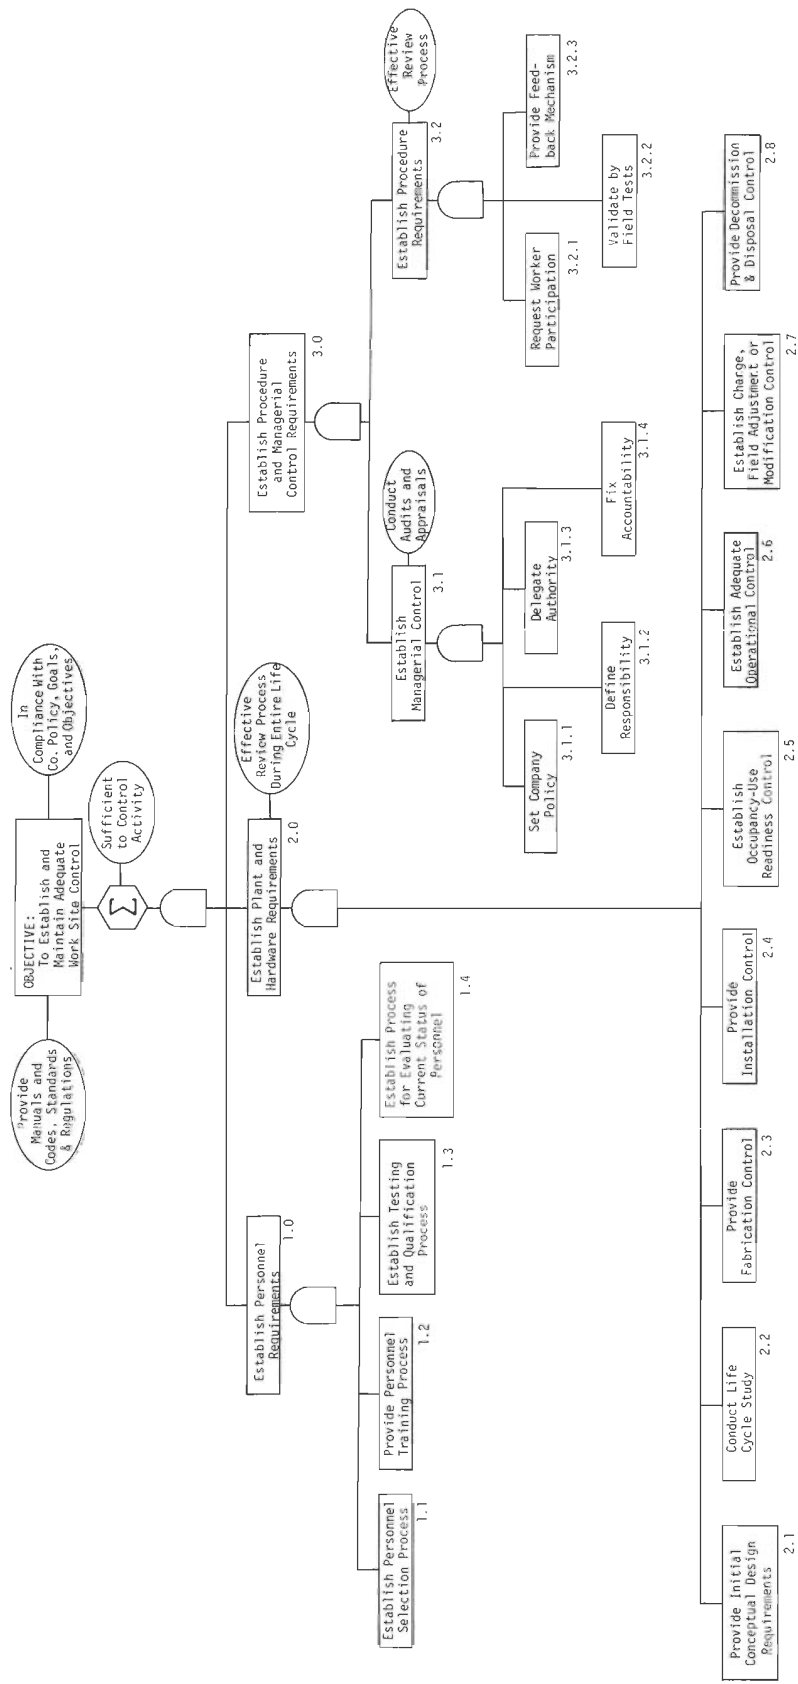 Provide
Manuals and
Codes, Standards
& Regulations
OBJECTIVE:
To Establish and
Maintain Adequate
Work Site Control
In
Compliance With
Co. Policy, Goals,
and Objectives
Σ
Sufficient
to Control
Activity
Establish Personnel
Requirements
1.0
Establish Plant and
Hardware Requirements
2.0
Effective
Review Process
During Entire Life
Cycle
Establish Procedure
and Managerial
Control Requirements
3.0
Establish Personnel
Selection Process
1.1
Provide Personnel
Training Process
1.2
Establish Testing
and Qualification
Process
1.3
Establish Process
for Evaluating
Current Status of
Personnel
1.4
Establish
Managerial Control
3.1
Conduct
Audits and
Appraisals
Establish Procedure
Requirements
3.2
Effective
Review
Process
Set Company
Policy
3.1.1
Define
Responsibility
3.1.2
Delegate
Authority
3.1.3
Fix
Accountability
3.1.4
Request Worker
Participation
3.2.1
Validate by
Field Tests
3.2.2
Provide Feed-
back Mechanism
3.2.3
Provide Initial
Conceptual Design
Requirements
2.1
Conduct Life
Cycle Study
2.2
Provide
Fabrication Control
2.3
Provide
Installation Control
2.4
Establish
Occupancy-Use
Readiness Control
2.5
Establish Adequate
Operational Control
2.6
Establish Change,
Field Adjustment or
Modification Control
2.7
Provide Decommission
& Disposal Control
2.8